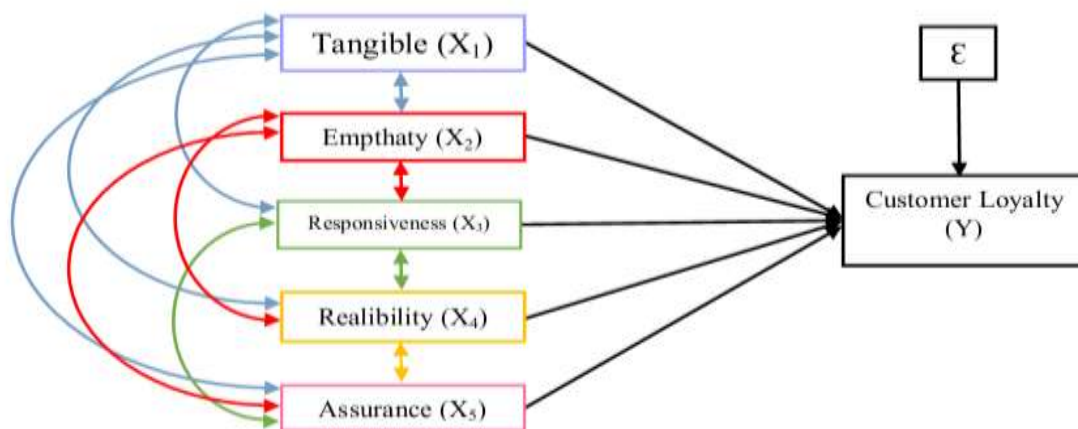 Tangible (X₁)
ε
Empthaty (X₂)
Customer Loyalty
(Y)
Responsiveness (X₃)
Realibility (X₄)
Assurance (X₅)